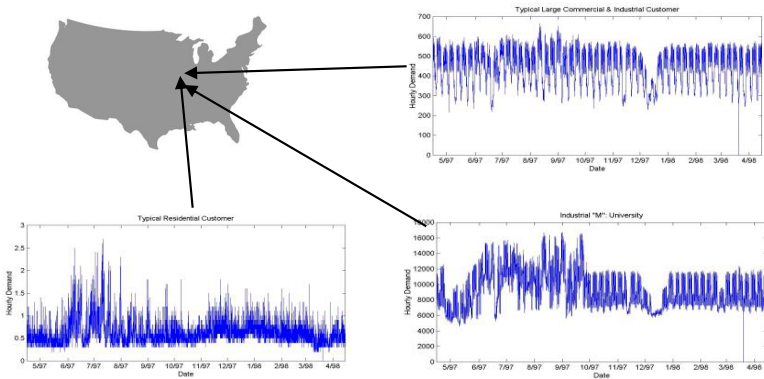 Typical Large Commercial & Industrial Customer
700
600
500
400
300
200
100
0
Hourly Demand
5/97 6/97 7/97 8/97 9/97 10/97 11/97 12/97 1/98 2/98 3/98 4/98
Date
Typical Residential Customer
3
2.5
2
1.5
1
0.5
0
Hourly Demand
5/97 6/97 7/97 8/97 9/97 10/97 11/97 12/97 1/98 2/98 3/98 4/98
Date
Industrial "M": University
18000
16000
14000
12000
10000
8000
6000
4000
2000
0
Hourly Demand
5/97 6/97 7/97 8/97 9/97 10/97 11/97 12/97 1/98 2/98 3/98 4/98
Date